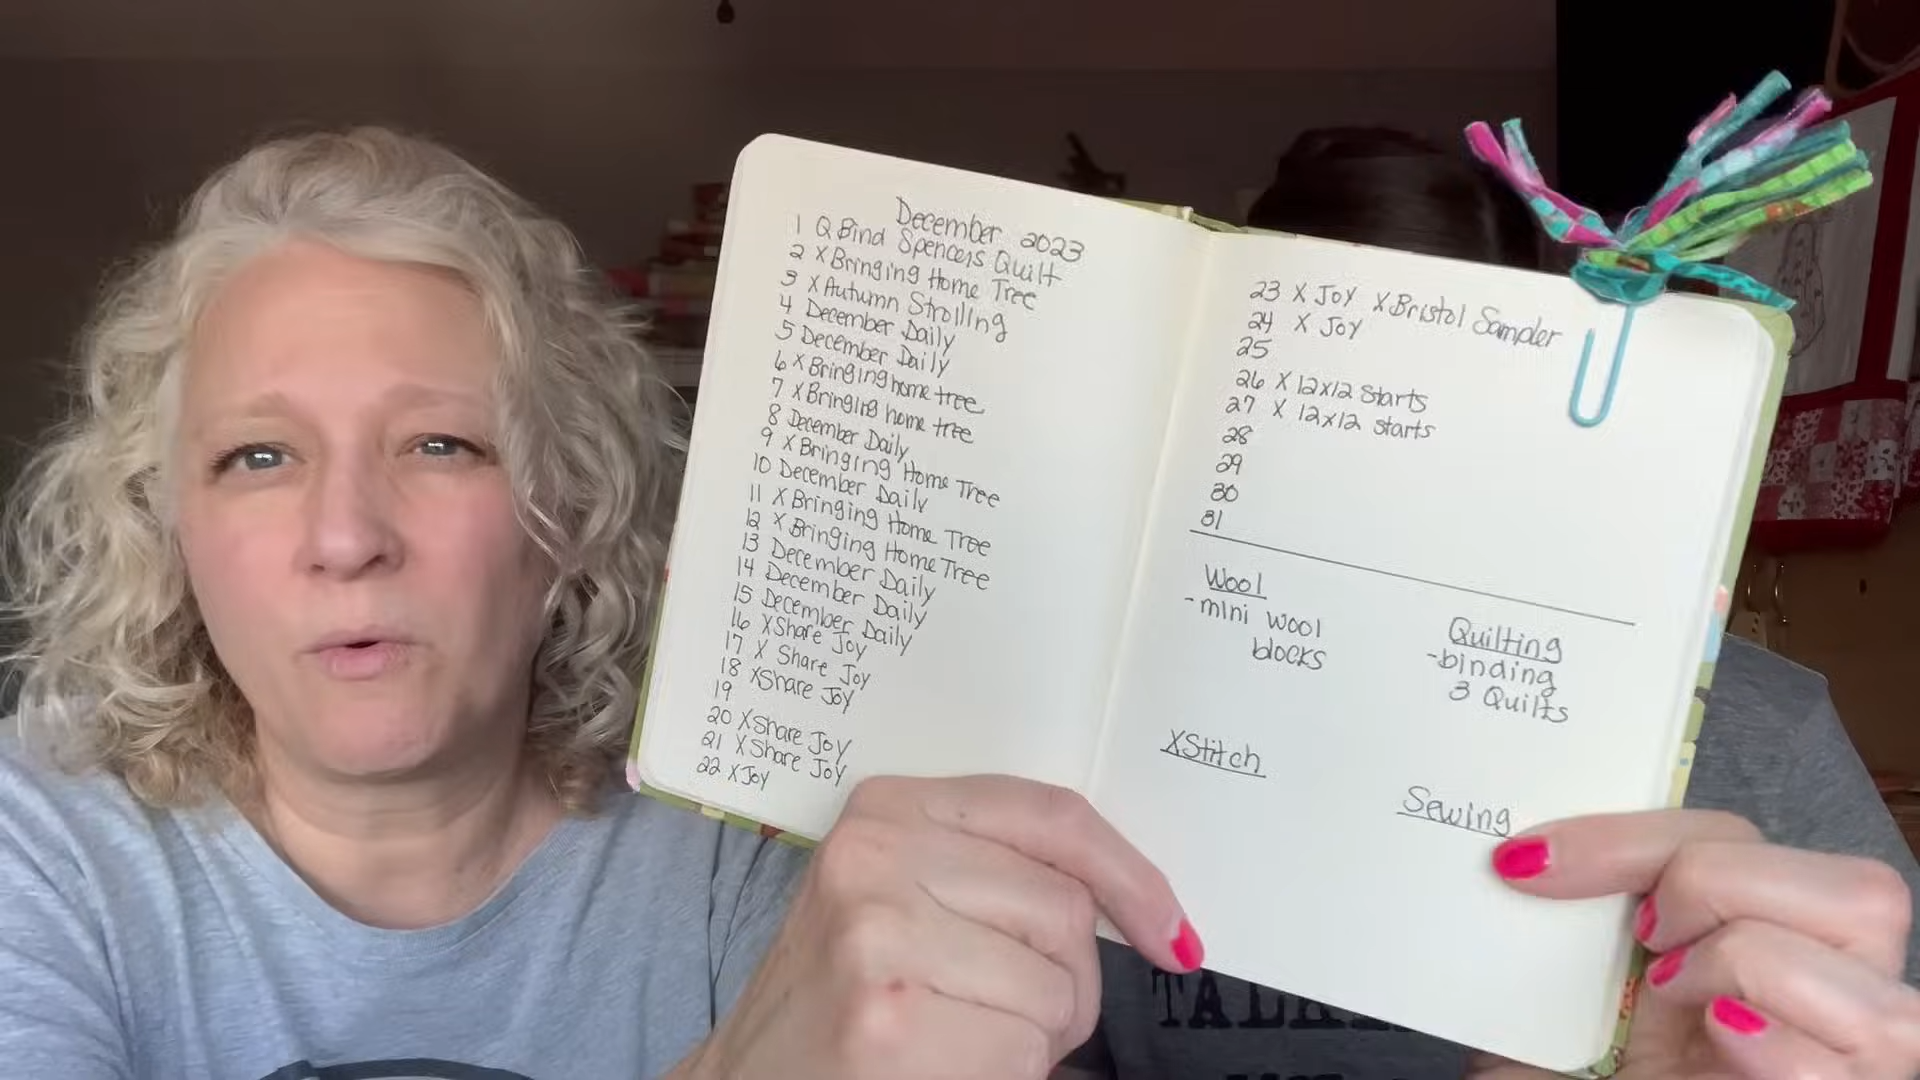 December 2023
1 Q Bind Spencers Quilt
2 X Bringing Home Tree
3 X Autumn Strolling
4 December Daily
5 December Daily
6 X Bringing home tree
7 X Bringing home tree
8 December Daily
9 X Bringing Home Tree
10 December Daily
11 X Bringing Home Tree
12 X Bringing Home Tree
13 December Daily
14 December Daily
15 December Daily
16 X Share Joy
17 X Share Joy
18 X Share Joy
19
20 X Share Joy
21 X Share Joy
22 X Joy
23 X Joy X Bristol Sampler
24 X Joy
25
26 X 12x12 Starts
27 X 12x12 starts
28
29
30
31
Wool
- mini wool
blocks
Quilting
- binding
3 Quilts
XStitch
Sewing